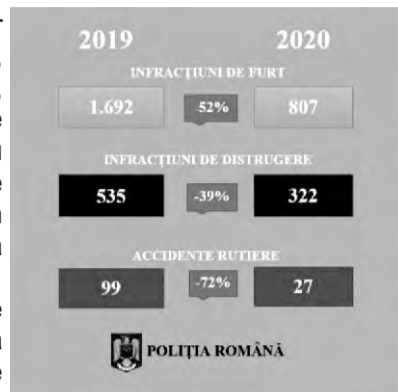 2019 2020
INFRACȚIUNI DE FURT
1.692 52% 807
INFRACȚIUNI DE DISTRUGERE
535 -39% 322
ACCIDENTE RUTIERE
99 -72% 27
POLIȚIA ROMÂNĂ